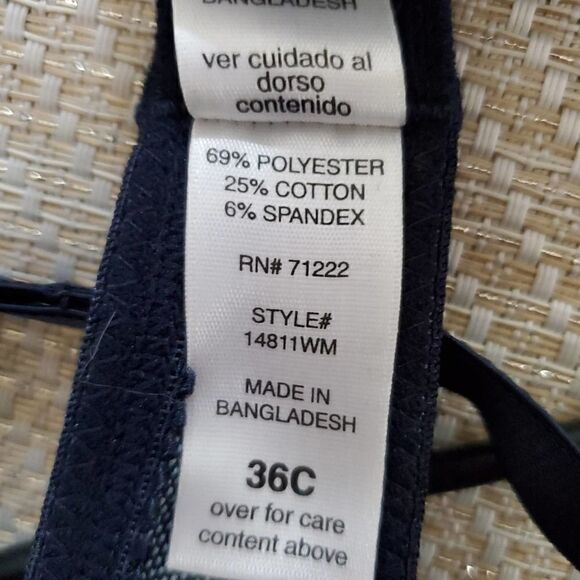 BANGLADESH
ver cuidado al
dorso
contenido
69% POLYESTER
25% COTTON
6% SPANDEX
RN# 71222
STYLE#
14811WM
MADE IN
BANGLADESH
36C
over for care
content above